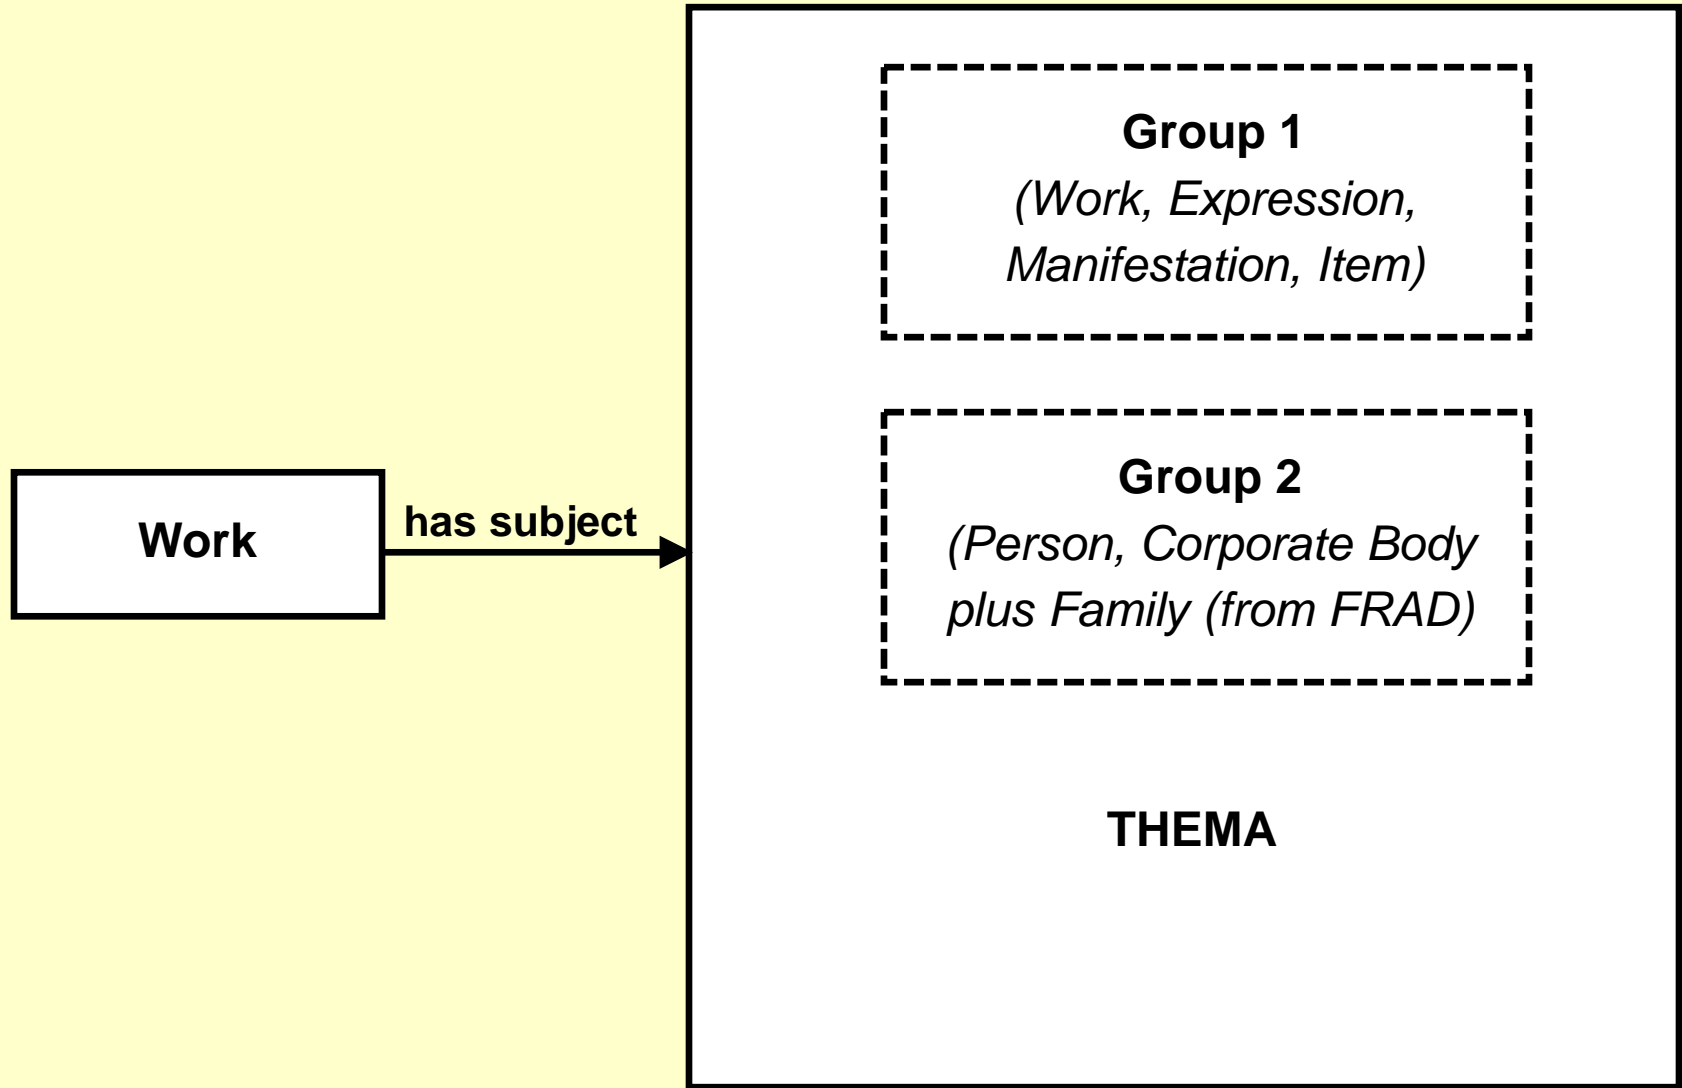 Group 1
(Work, Expression,
Manifestation, Item)
Group 2
(Person, Corporate Body
plus Family (from FRAD)
Work
has subject
THEMA